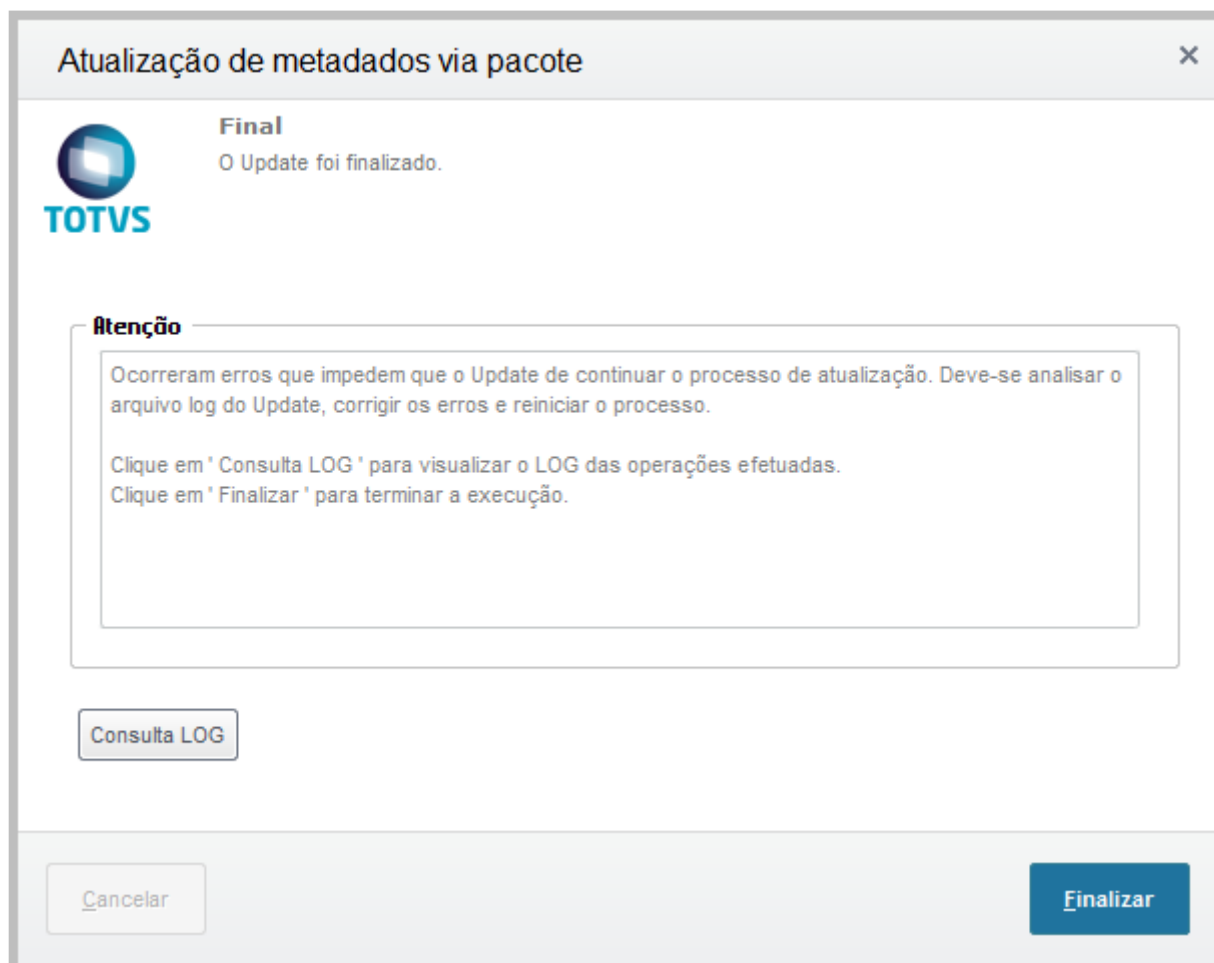 Atualização de metadados via pacote
Final
O Update foi finalizado.
TOTVS
Atenção
Ocorreram erros que impedem que o Update de continuar o processo de atualização. Deve-se analisar o
arquivo log do Update, corrigir os erros e reiniciar o processo.
Clique em ' Consulta LOG ' para visualizar o LOG das operações efetuadas.
Clique em ' Finalizar ' para terminar a execução.
Consulta LOG
Cancelar
Finalizar